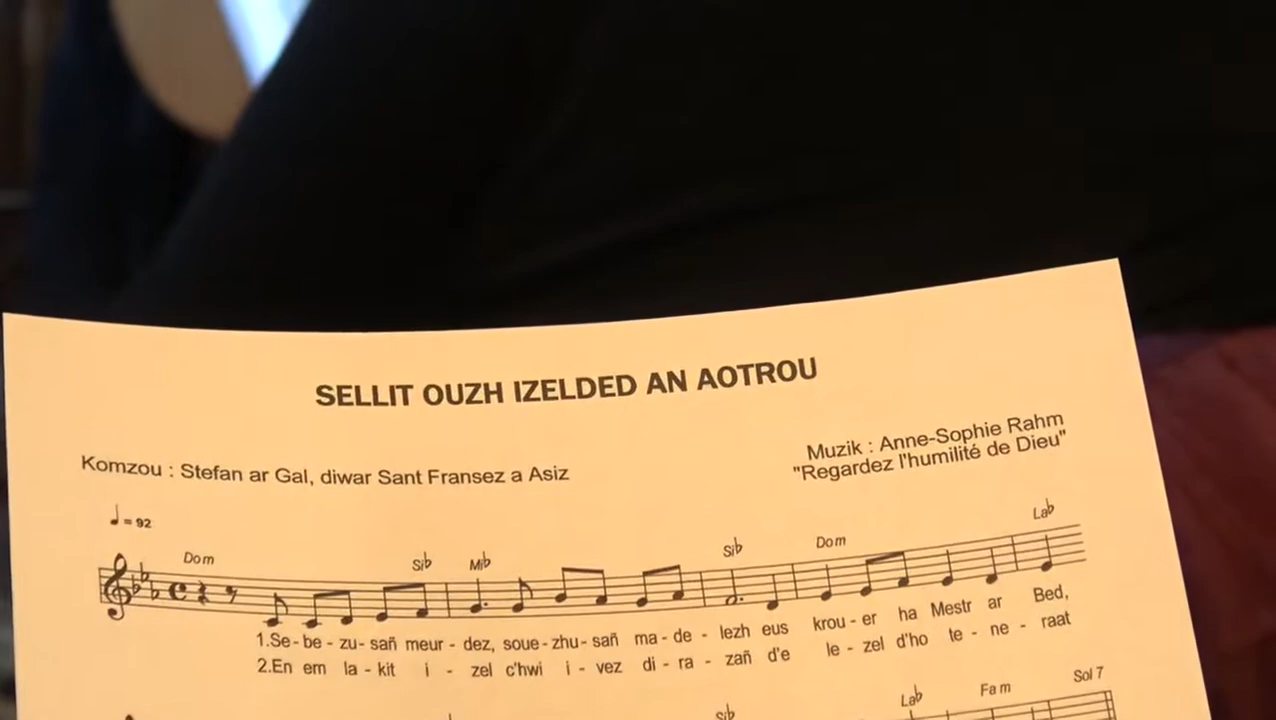 SELLIT OUZH IZELDED AN AOTROU
Komzou : Stefan ar Gal, diwar Sant Fransez a Asiz
Muzik : Anne-Sophie Rahm
"Regardez l'humilité de Dieu"
♩ = 92
Dom Sib Mib Sib Dom Lab
1.Se - be - zu - sañ meur - dez, soue - zhu - sañ ma - de - lezh eus krou - er ha Mestr ar Bed,
2.En em la - kit i - zel c'hwi i - vez di - ra - zañ d'e le - zel d'ho te - ne - raat
Sib Lab Fam Sol 7